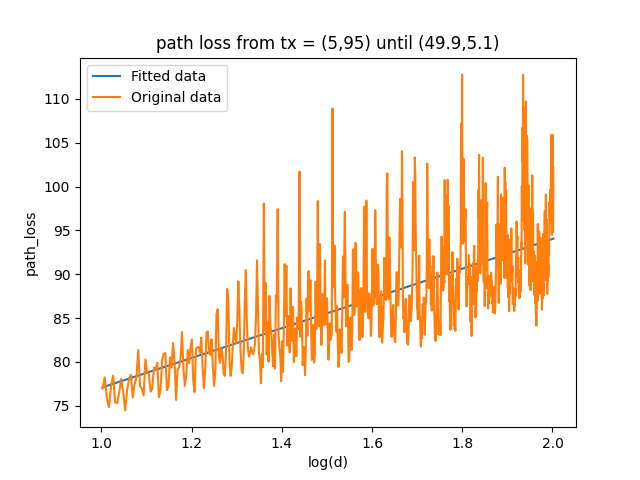 path loss from tx = (5,95) until (49.9,5.1)
Fitted data
Original data
110
105
100
95
90
85
80
75
path_loss
1.0 1.2 1.4 1.6 1.8 2.0
log(d)